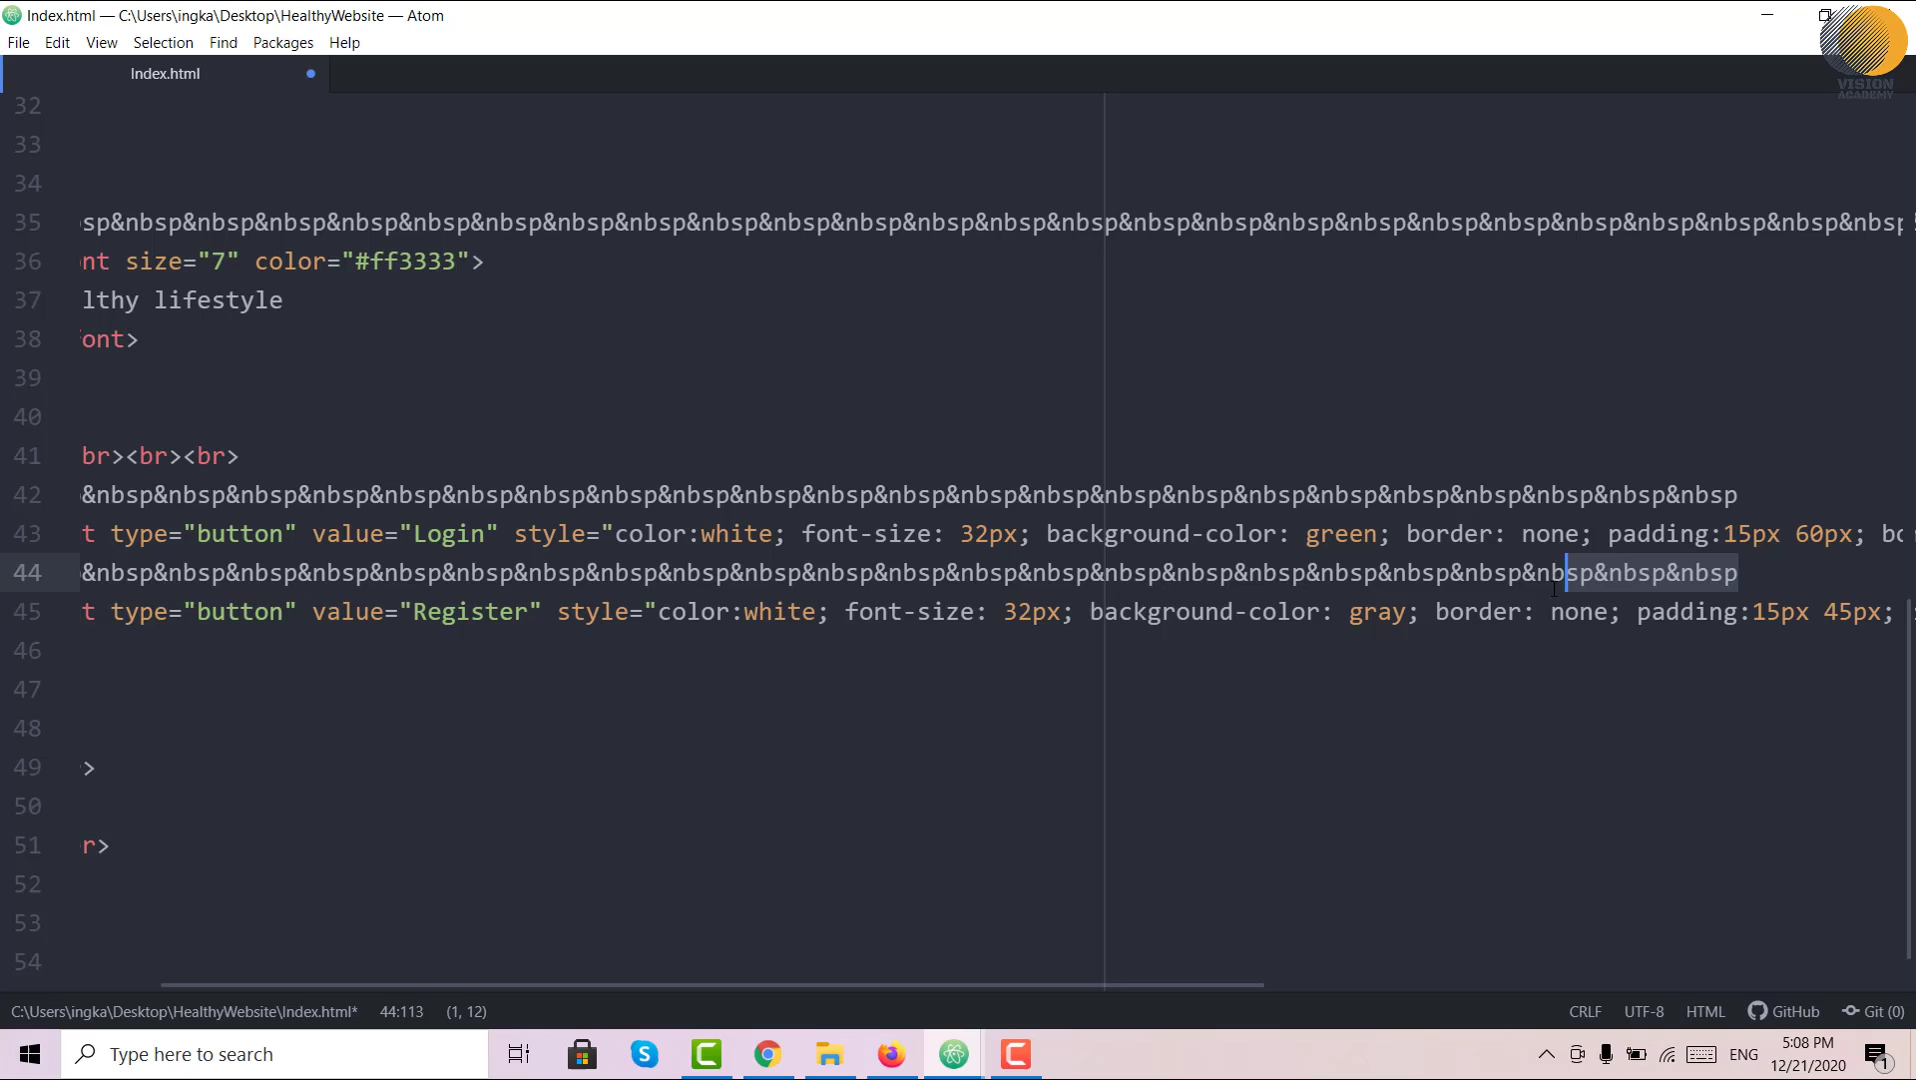 Index.html — C:\Users\ingka\Desktop\HealthyWebsite — Atom
File Edit View Selection Find Packages Help
VISION
ACADEMY
Index.html
32
33
34
35 sp&nbsp&nbsp&nbsp&nbsp&nbsp&nbsp&nbsp&nbsp&nbsp&nbsp&nbsp&nbsp&nbsp&nbsp&nbsp&nbsp&nbsp&nbsp&nbsp&nbsp&nbsp&nbsp&nbsp&nbsp&nbsp
36 nt size="7" color="#ff3333">
37 lthy lifestyle
38 ont>
39
40
41 br><br><br>
42 &nbsp&nbsp&nbsp&nbsp&nbsp&nbsp&nbsp&nbsp&nbsp&nbsp&nbsp&nbsp&nbsp&nbsp&nbsp&nbsp&nbsp&nbsp&nbsp&nbsp&nbsp&nbsp&nbsp
43 t type="button" value="Login" style="color:white; font-size: 32px; background-color: green; border: none; padding:15px 60px; bo
44 &nbsp&nbsp&nbsp&nbsp&nbsp&nbsp&nbsp&nbsp&nbsp&nbsp&nbsp&nbsp&nbsp&nbsp&nbsp&nbsp&nbsp&nbsp&nbsp&nbsp&nbsp&nbsp&nbsp
45 t type="button" value="Register" style="color:white; font-size: 32px; background-color: gray; border: none; padding:15px 45px;
46
47
48
49 >
50
51 r>
52
53
54
C:\Users\ingka\Desktop\HealthyWebsite\Index.html* 44:113 (1, 12) CRLF UTF-8 HTML GitHub Git (0)
Type here to search
ENG
5:08 PM
12/21/2020
1